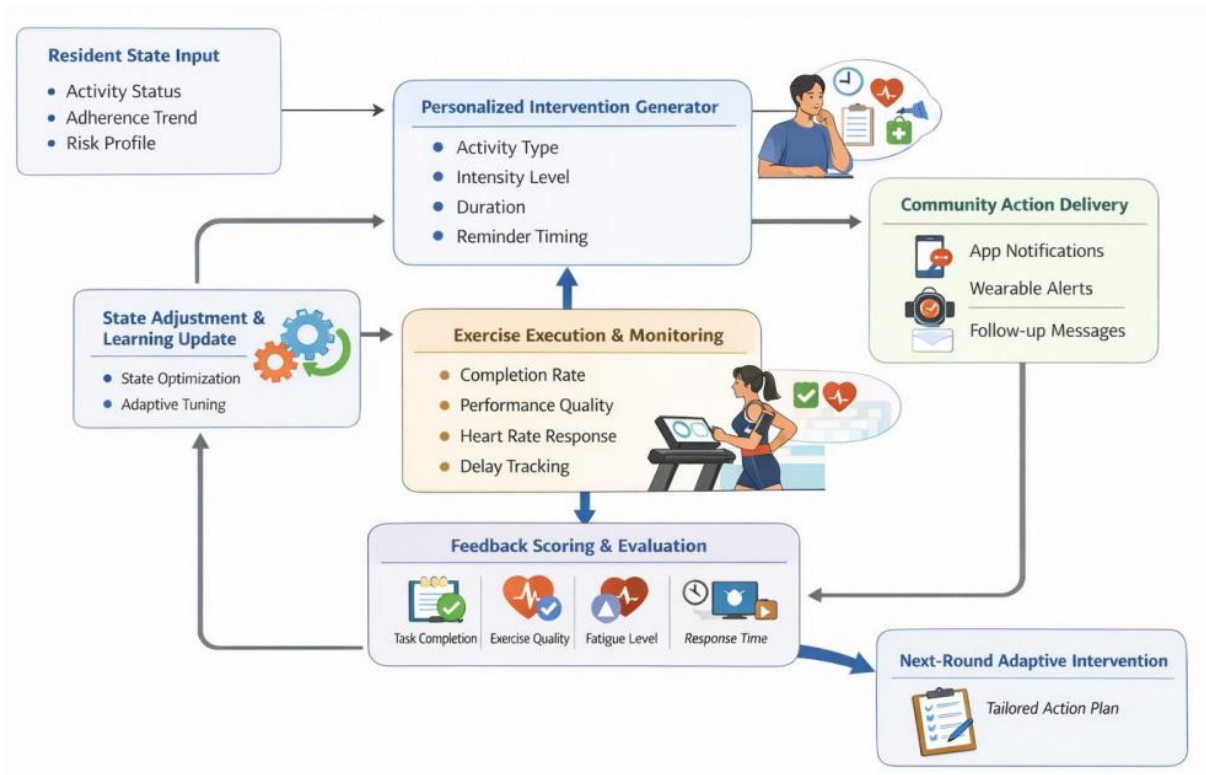 Resident State Input
• Activity Status
• Adherence Trend
• Risk Profile
Personalized Intervention Generator
• Activity Type
• Intensity Level
• Duration
• Reminder Timing
Community Action Delivery
App Notifications
Wearable Alerts
Follow-up Messages
State Adjustment &
Learning Update
• State Optimization
• Adaptive Tuning
Exercise Execution & Monitoring
• Completion Rate
• Performance Quality
• Heart Rate Response
• Delay Tracking
Feedback Scoring & Evaluation
Task Completion
Exercise Quality
Fatigue Level
Response Time
Next-Round Adaptive Intervention
Tailored Action Plan